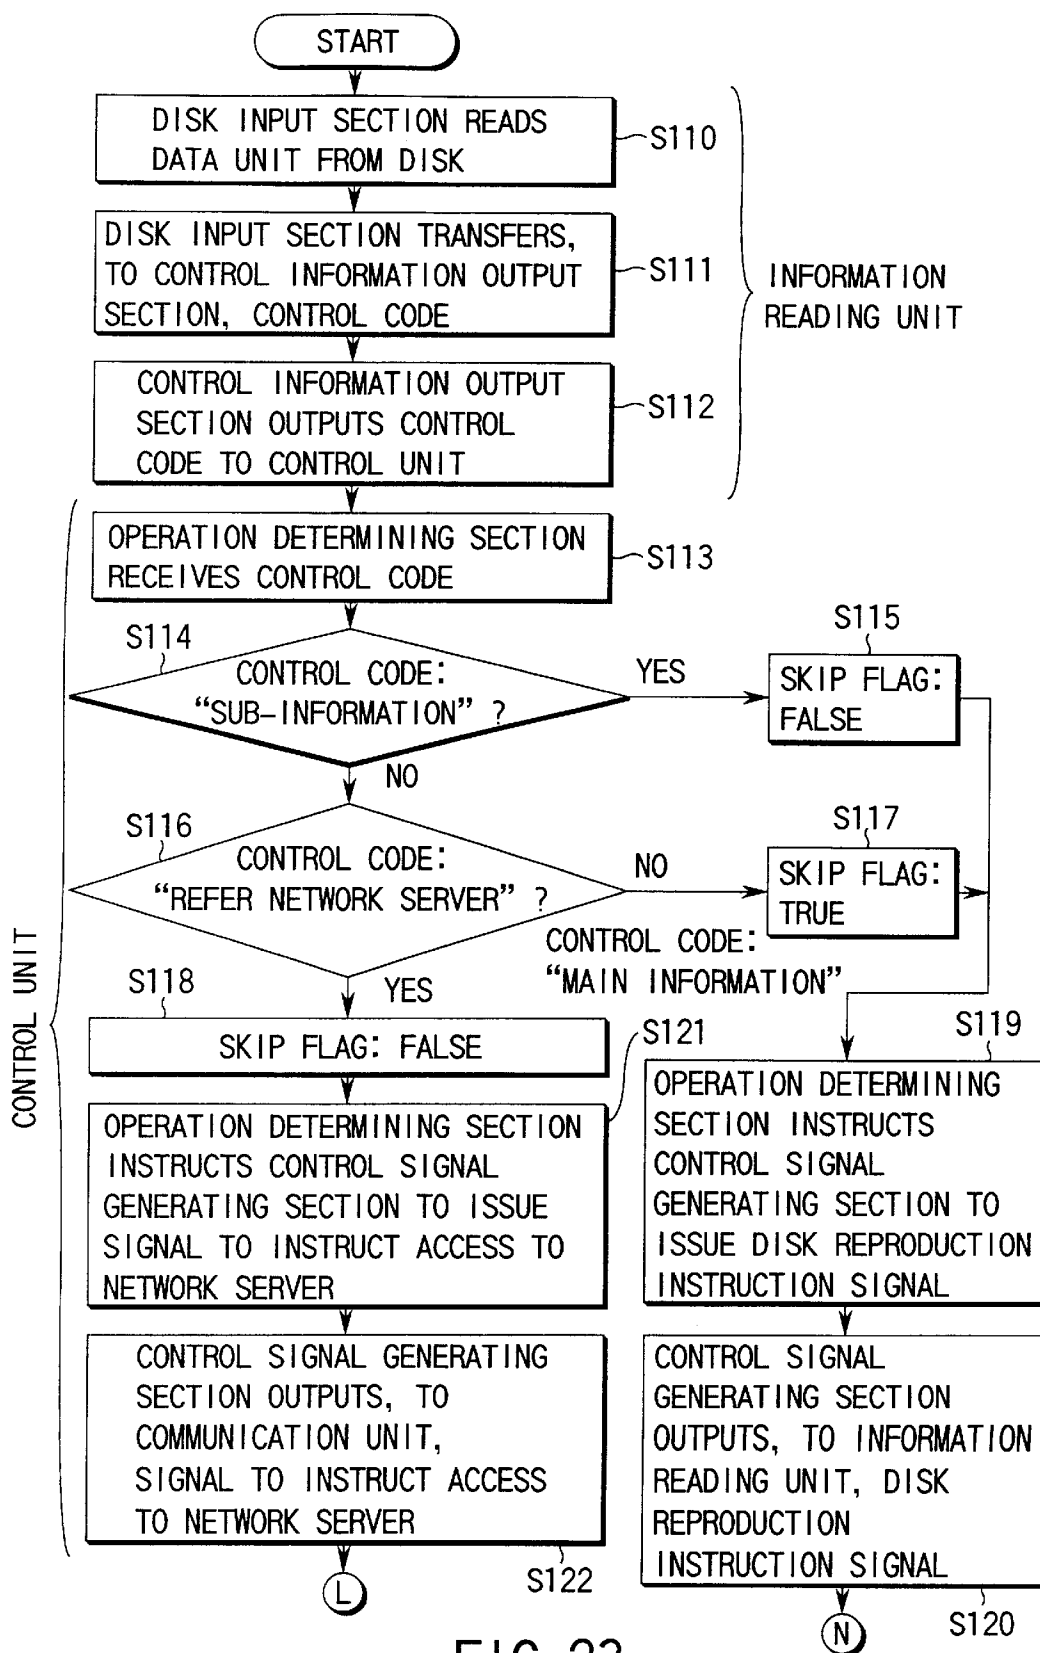 START
DISK INPUT SECTION READS
DATA UNIT FROM DISK
S110
DISK INPUT SECTION TRANSFERS,
TO CONTROL INFORMATION OUTPUT
SECTION, CONTROL CODE
S111
INFORMATION
READING UNIT
CONTROL INFORMATION OUTPUT
SECTION OUTPUTS CONTROL
CODE TO CONTROL UNIT
S112
OPERATION DETERMINING SECTION
RECEIVES CONTROL CODE
S113
S114
CONTROL CODE:
“SUB-INFORMATION” ?
YES
S115
SKIP FLAG:
FALSE
NO
S116
CONTROL CODE:
“REFER NETWORK SERVER” ?
NO
S117
SKIP FLAG:
TRUE
CONTROL CODE:
“MAIN INFORMATION”
YES
CONTROL UNIT
S118
SKIP FLAG: FALSE
S121
OPERATION DETERMINING SECTION
INSTRUCTS CONTROL SIGNAL
GENERATING SECTION TO ISSUE
SIGNAL TO INSTRUCT ACCESS TO
NETWORK SERVER
CONTROL SIGNAL GENERATING
SECTION OUTPUTS, TO
COMMUNICATION UNIT,
SIGNAL TO INSTRUCT ACCESS
TO NETWORK SERVER
S122
L
S119
OPERATION DETERMINING
SECTION INSTRUCTS
CONTROL SIGNAL
GENERATING SECTION TO
ISSUE DISK REPRODUCTION
INSTRUCTION SIGNAL
CONTROL SIGNAL
GENERATING SECTION
OUTPUTS, TO INFORMATION
READING UNIT, DISK
REPRODUCTION
INSTRUCTION SIGNAL
S120
N